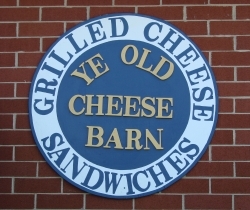 GRILLED CHEESE
YE OLD
CHEESE
BARN
SANDWICHES